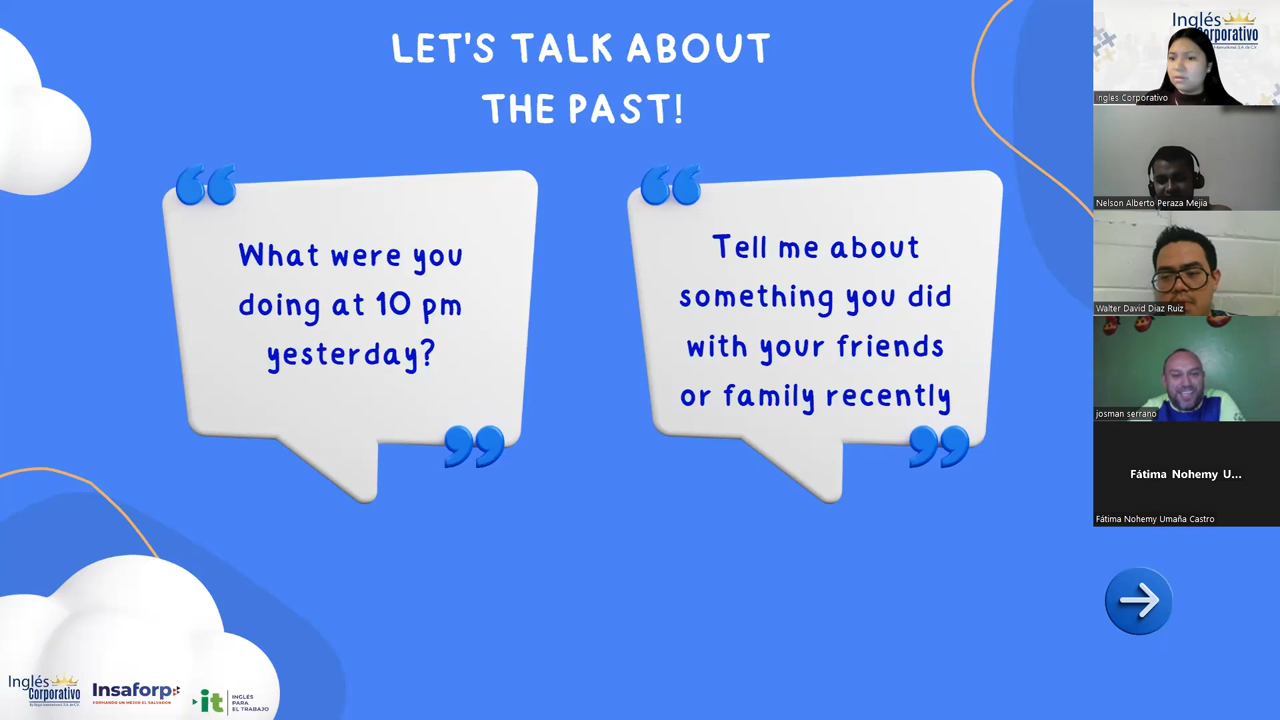 LET'S TALK ABOUT
THE PAST!
What were you
doing at 10 pm
yesterday?
Tell me about
something you did
with your friends
or family recently
Inglés
Corporativo
Insaforp
FORMANDO UN MEJOR EL SALVADOR
it
INGLÉS
PARA
EL TRABAJO
Inglés
Corporativo
Ingles Corporativo
Nelson Alberto Peraza Mejia
Walter David Diaz Ruiz
josman serrano
Fátima Nohemy U...
Fátima Nohemy Umaña Castro